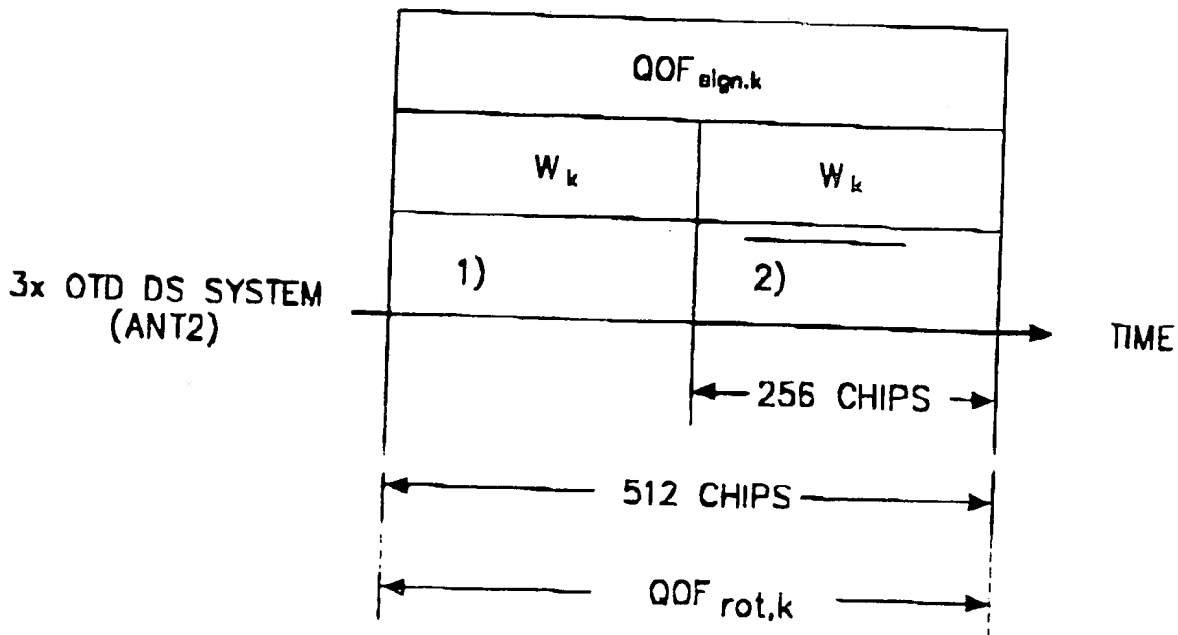 QOF sign.k
W k
W k
1)
2)
3x OTD DS SYSTEM
(ANT2)
TIME
256 CHIPS
512 CHIPS
QOF rot,k